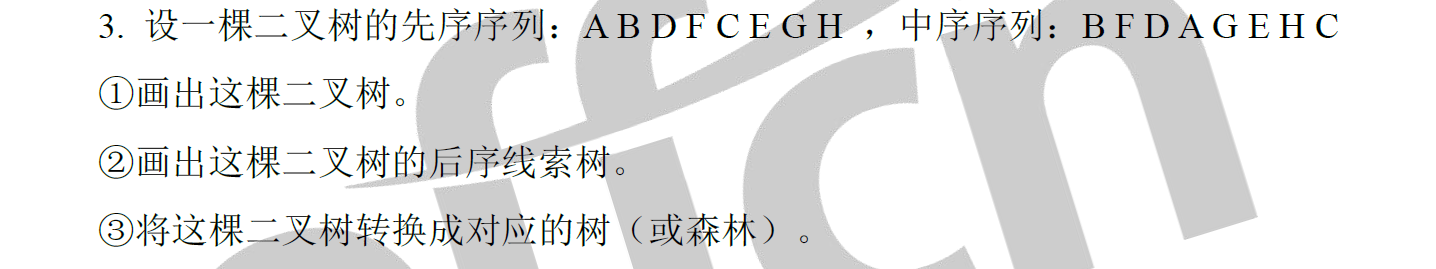 3. 设一棵二叉树的先序序列：A B D F C E G H ，中序序列：B F D A G E H C
①画出这棵二叉树。
②画出这棵二叉树的后序线索树。
③将这棵二叉树转换成对应的树（或森林）。